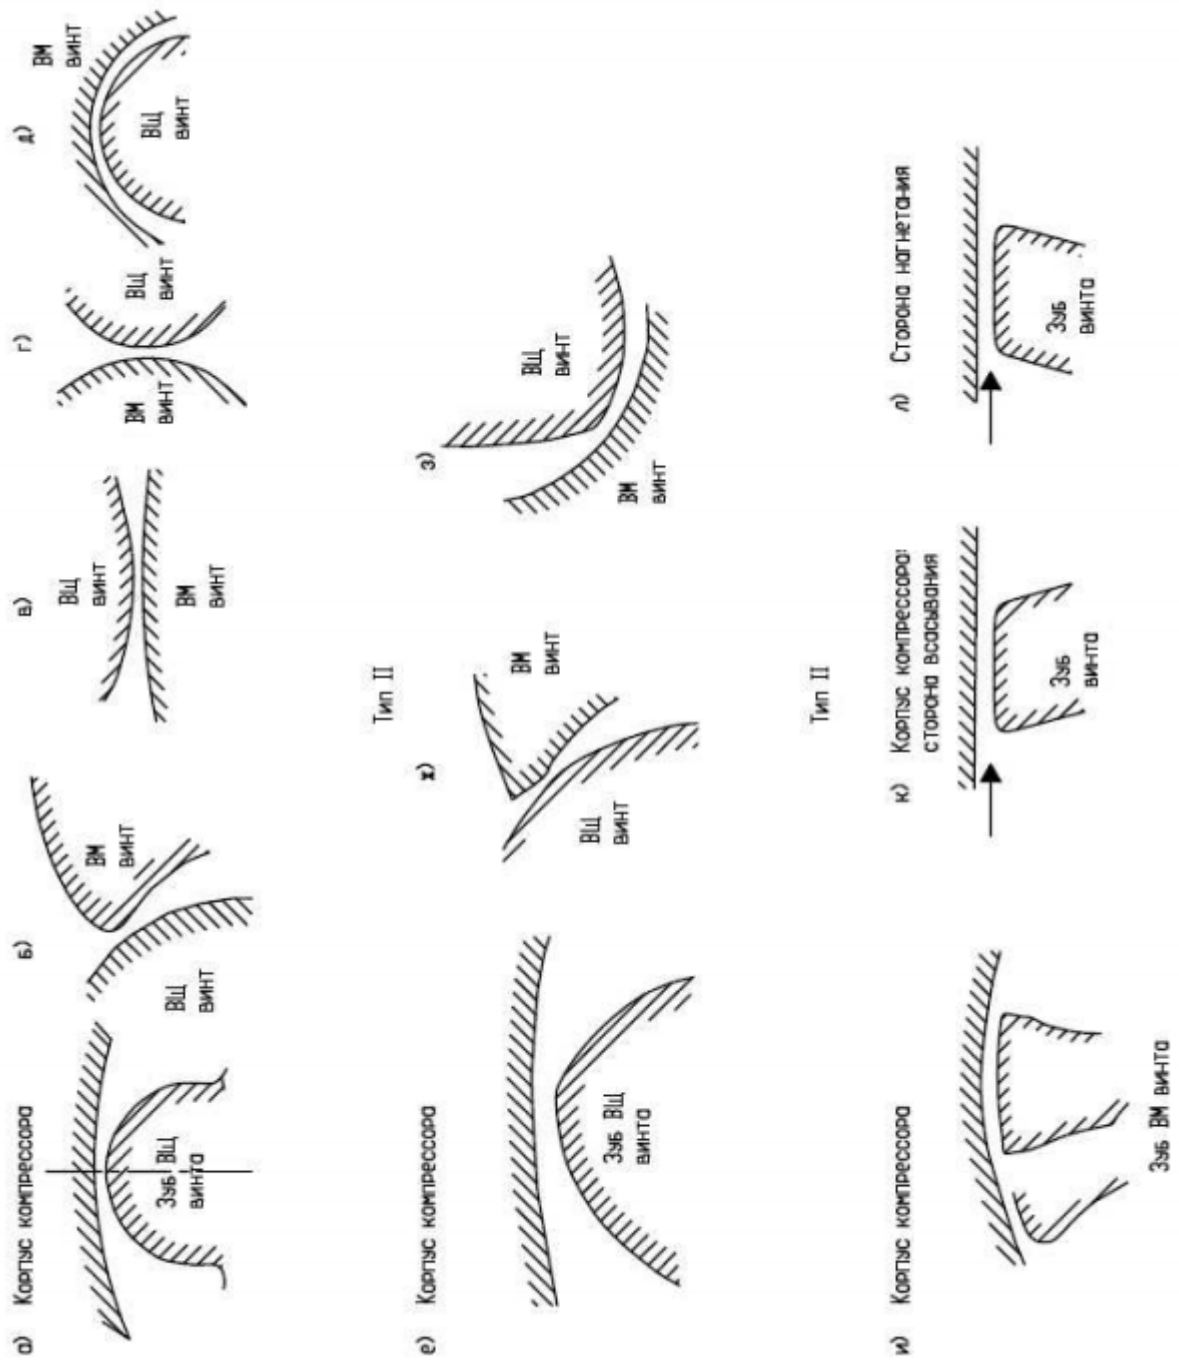 а) Корпус компрессора
Зуб ВЩ
винта
б)
ВЩ
винт
ВМ
винт
в)
ВЩ
винт
ВМ
винт
г)
ВМ
винт
ВЩ
винт
д)
ВЩ
винт
ВМ
винт
Тип II
е) Корпус компрессора
Зуб ВЩ
винта
ж)
ВЩ
винт
ВМ
винт
з)
ВМ
винт
ВЩ
винт
Тип II
и) Корпус компрессора
Зуб ВМ винта
к) Корпус компрессора:
сторона всасывания
Зуб
винта
л) Сторона нагнетания
Зуб
винта